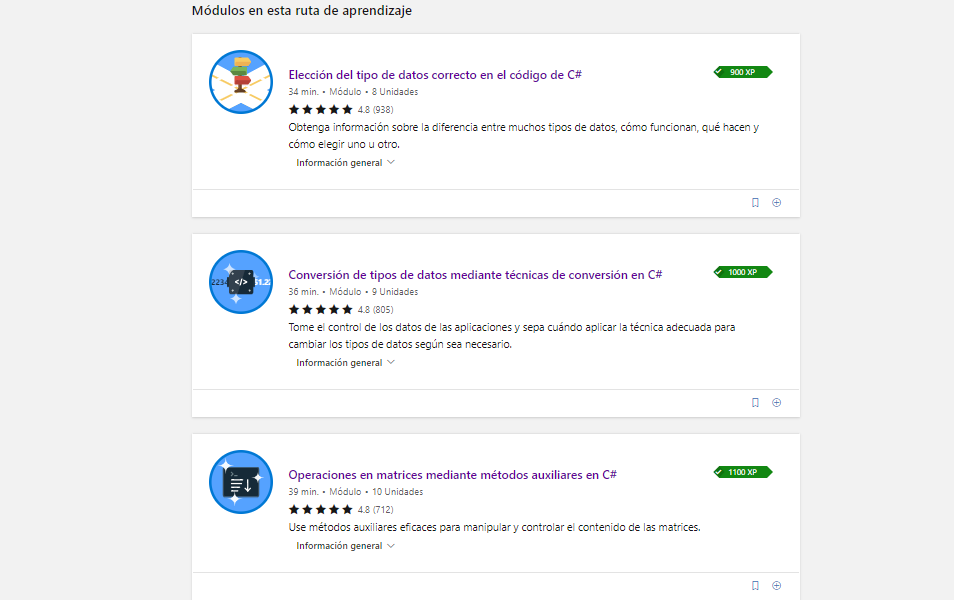 Módulos en esta ruta de aprendizaje
Elección del tipo de datos correcto en el código de C#
900 XP
34 min. • Módulo • 8 Unidades
4.8 (938)
Obtenga información sobre la diferencia entre muchos tipos de datos, cómo funcionan, qué hacen y
cómo elegir uno u otro.
Información general
223
</>
$1.23
Conversión de tipos de datos mediante técnicas de conversión en C#
1000 XP
36 min. • Módulo • 9 Unidades
4.8 (805)
Tome el control de los datos de las aplicaciones y sepa cuándo aplicar la técnica adecuada para
cambiar los tipos de datos según sea necesario.
Información general
Operaciones en matrices mediante métodos auxiliares en C#
1100 XP
39 min. • Módulo • 10 Unidades
4.8 (712)
Use métodos auxiliares eficaces para manipular y controlar el contenido de las matrices.
Información general